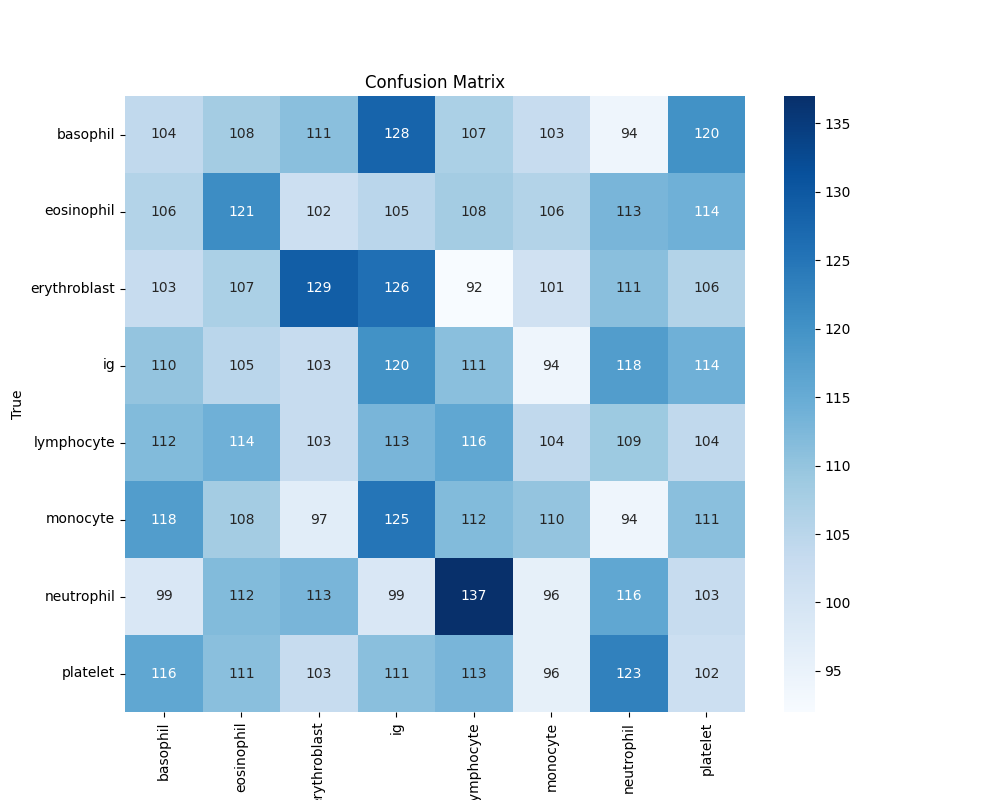 Confusion Matrix
True
basophil 104 108 111 128 107 103 94 120
eosinophil 106 121 102 105 108 106 113 114
erythroblast 103 107 129 126 92 101 111 106
ig 110 105 103 120 111 94 118 114
lymphocyte 112 114 103 113 116 104 109 104
monocyte 118 108 97 125 112 110 94 111
neutrophil 99 112 113 99 137 96 116 103
platelet 116 111 103 111 113 96 123 102
basophil
eosinophil
rythroblast
ig
ymphocyte
monocyte
neutrophil
platelet
135
130
125
120
115
110
105
100
95